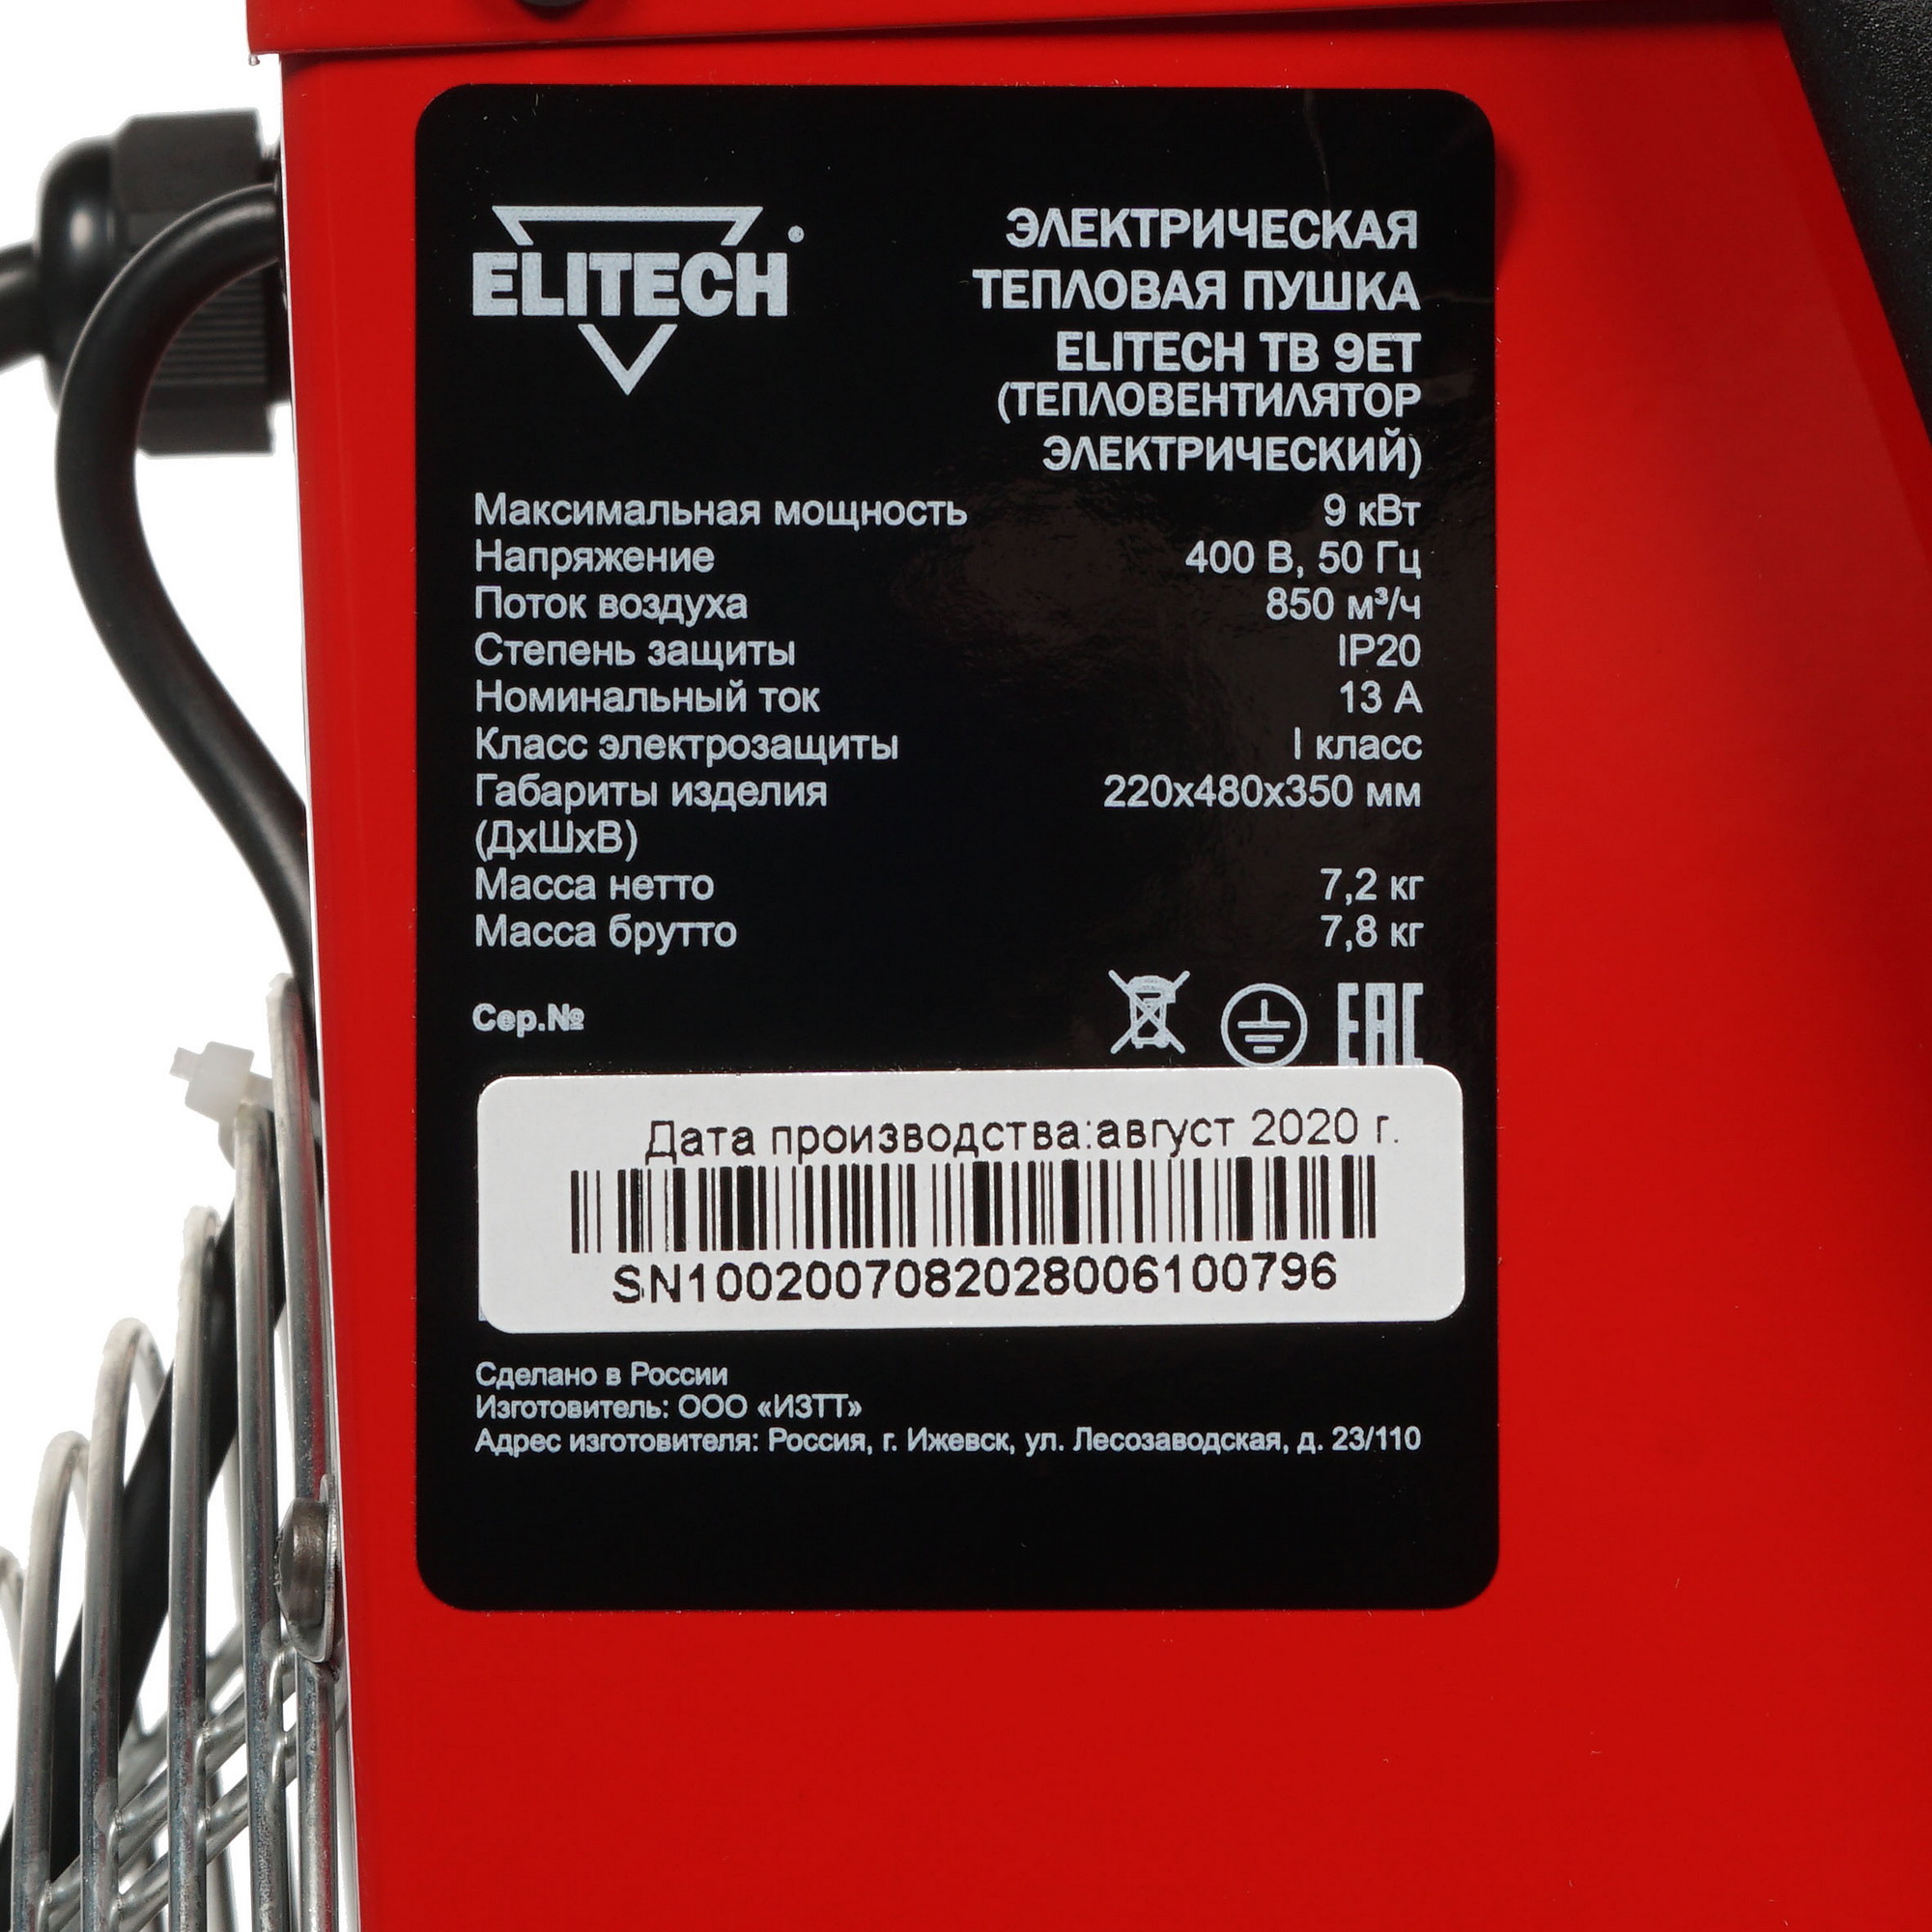 ELITECH
ЭЛЕКТРИЧЕСКАЯ
ТЕПЛОВАЯ ПУШКА
ELITECH ТВ 9ЕТ
(ТЕПЛОВЕНТИЛЯТОР
ЭЛЕКТРИЧЕСКИЙ)
Максимальная мощность 9 кВт
Напряжение 400 В, 50 Гц
Поток воздуха 850 м³/ч
Степень защиты IP20
Номинальный ток 13 А
Класс электрозащиты I класс
Габариты изделия 220x480x350 мм
(ДхШхВ)
Масса нетто 7,2 кг
Масса брутто 7,8 кг
Сер.№ EAC
Дата производства:август 2020 г.
SN1002007082028006100796
Сделано в России
Изготовитель: ООО «ИЗТТ»
Адрес изготовителя: Россия, г. Ижевск, ул. Лесозаводская, д. 23/110